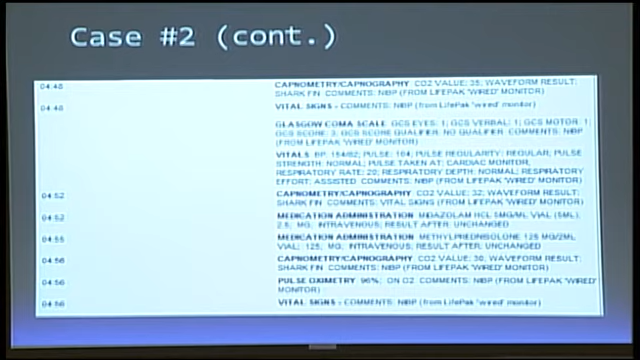 Case #2 (cont.)
04:48 CAPNOMETRY/CAPNOGRAPHY CO2 VALUE: 35; WAVEFORM RESULT:
SHARK FIN COMMENTS: NIBP (FROM LIFEPAK 'WIRED' MONITOR)
04:48 VITAL SIGNS - COMMENTS: NIBP (from LifePak 'wired' monitor)
GLASGOW COMA SCALE GCS EYES: 1; GCS VERBAL: 1; GCS MOTOR: 1;
GCS SCORE: 3; GCS SCORE QUALIFIER: NO QUALIFIER COMMENTS: NIBP
(FROM LIFEPAK 'WIRED' MONITOR)
VITALS BP: 154/82; PULSE: 104; PULSE REGULARITY: REGULAR; PULSE
STRENGTH: NORMAL; PULSE TAKEN AT: CARDIAC MONITOR;
RESPIRATORY RATE: 20; RESPIRATORY DEPTH: NORMAL; RESPIRATORY
EFFORT: ASSISTED COMMENTS: NIBP (FROM LIFEPAK 'WIRED' MONITOR)
04:52 CAPNOMETRY/CAPNOGRAPHY CO2 VALUE: 32; WAVEFORM RESULT:
SHARK FIN COMMENTS: VITAL SIGNS (FROM LIFEPAK 'WIRED' MONITOR)
04:52 MEDICATION ADMINISTRATION MIDAZOLAM HCL 5MG/ML VIAL (5ML);
2.5; MG; INTRAVENOUS; RESULT AFTER: UNCHANGED
04:55 MEDICATION ADMINISTRATION METHYLPREDNISOLONE 125 MG/2ML
VIAL; 125; MG; INTRAVENOUS; RESULT AFTER: UNCHANGED
04:56 CAPNOMETRY/CAPNOGRAPHY CO2 VALUE: 30; WAVEFORM RESULT:
SHARK FIN COMMENTS: NIBP (FROM LIFEPAK 'WIRED' MONITOR)
04:56 PULSE OXIMETRY 96%; ON O2 COMMENTS: NIBP (FROM LIFEPAK 'WIRED'
MONITOR)
04:56 VITAL SIGNS - COMMENTS: NIBP (from LifePak 'wired' monitor)